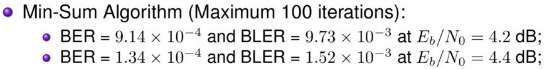 Min-Sum Algorithm (Maximum 100 iterations):
BER = 9.14 × 10⁻⁴ and BLER = 9.73 × 10⁻³ at E_b/N_0 = 4.2 dB;
BER = 1.34 × 10⁻⁴ and BLER = 1.52 × 10⁻³ at E_b/N_0 = 4.4 dB;